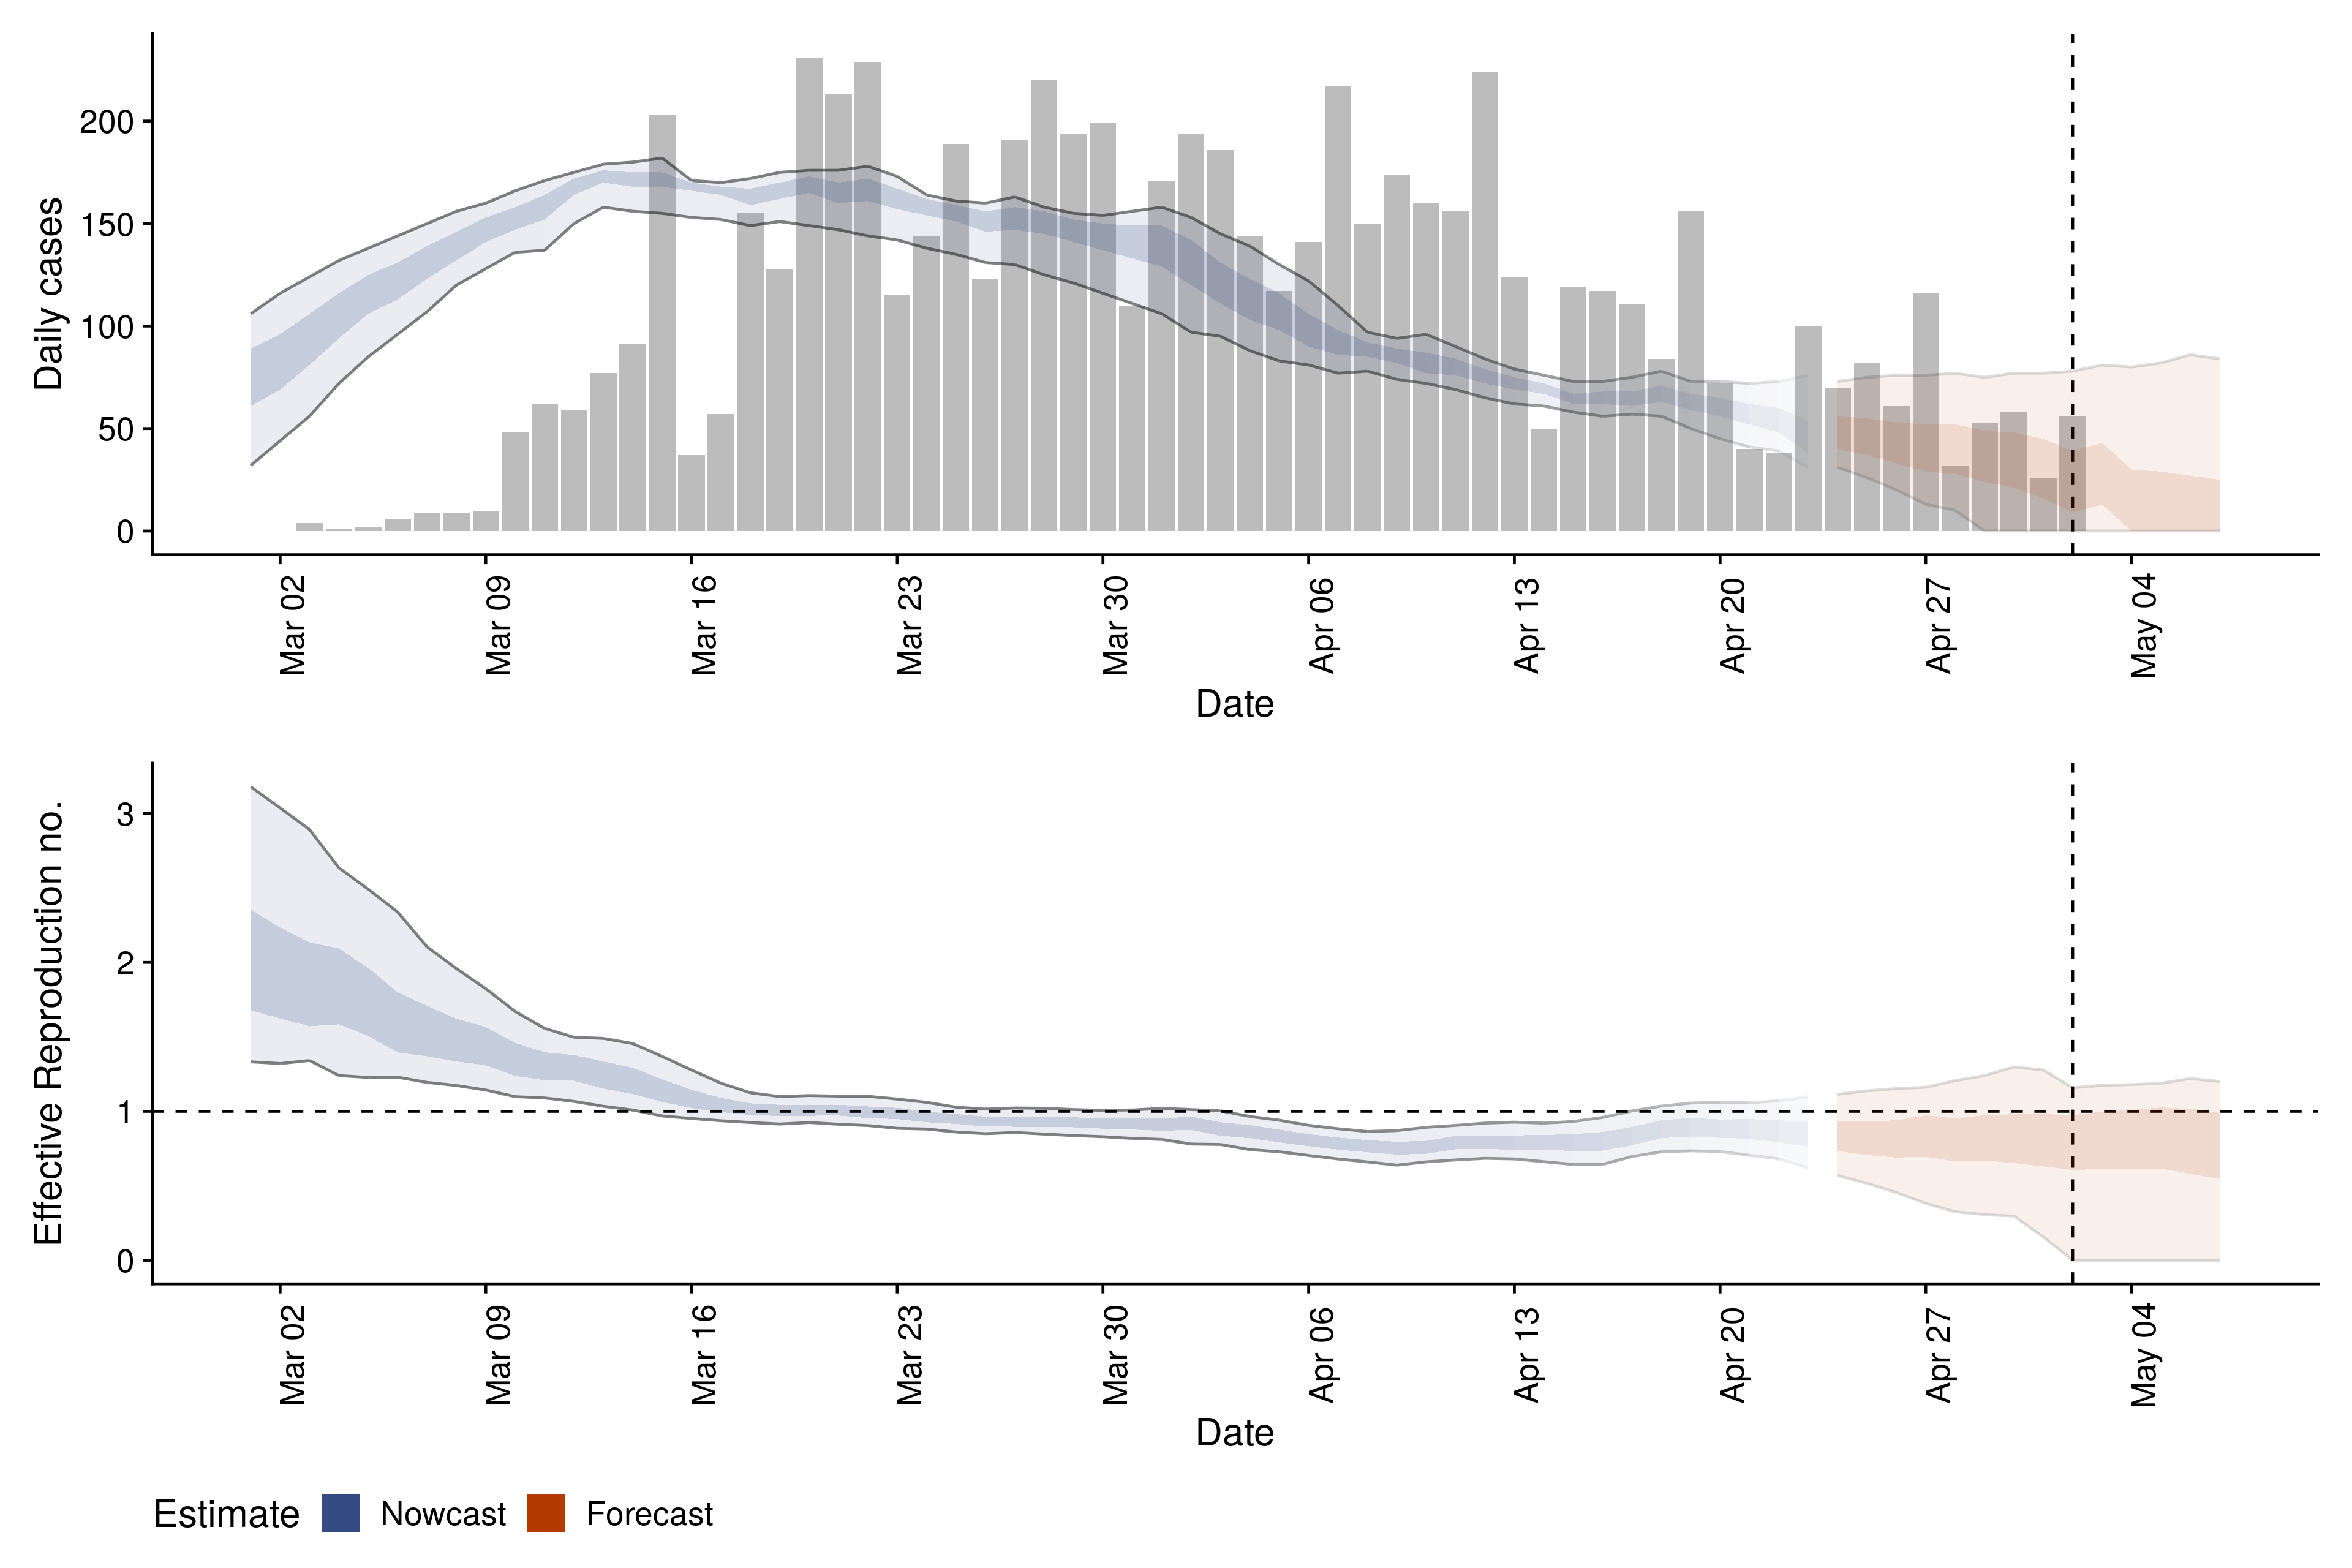 Daily cases
200
150
100
50
0
Mar 02
Mar 09
Mar 16
Mar 23
Mar 30
Apr 06
Apr 13
Apr 20
Apr 27
May 04
Date
Effective Reproduction no.
3
2
1
0
Mar 02
Mar 09
Mar 16
Mar 23
Mar 30
Apr 06
Apr 13
Apr 20
Apr 27
May 04
Date
Estimate Nowcast Forecast